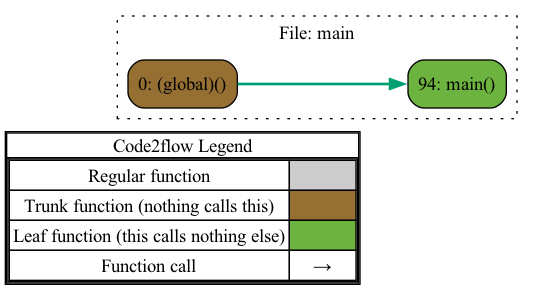 File: main
0: (global)()
94: main()
Code2flow Legend
Regular function
Trunk function (nothing calls this)
Leaf function (this calls nothing else)
Function call →